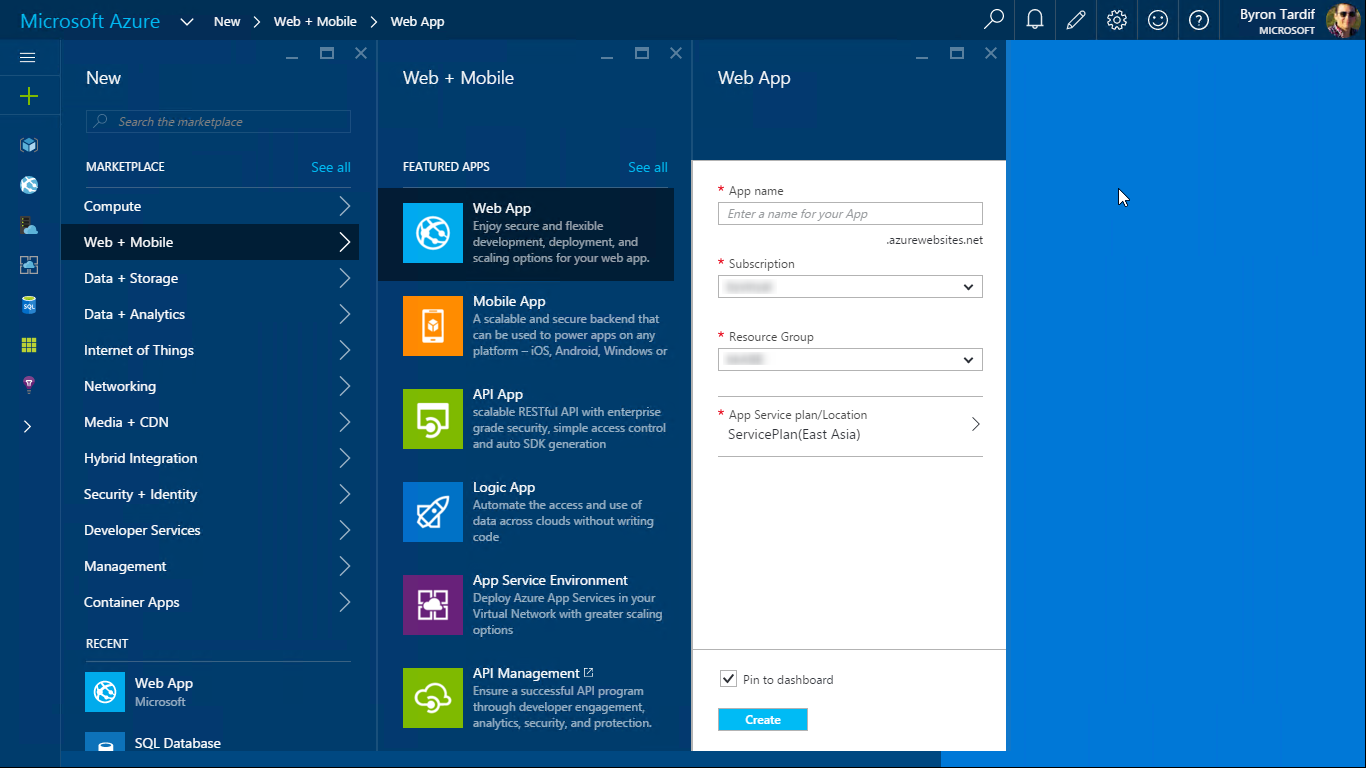 Microsoft Azure New Web + Mobile Web App
Byron Tardif
MICROSOFT
New
Search the marketplace
MARKETPLACE See all
Compute
Web + Mobile
Data + Storage
Data + Analytics
Internet of Things
Networking
Media + CDN
Hybrid Integration
Security + Identity
Developer Services
Management
Container Apps
RECENT
Web App
Microsoft
SQL Database
Web + Mobile
FEATURED APPS See all
Web App
Enjoy secure and flexible
development, deployment, and
scaling options for your web app.
Mobile App
A scalable and secure backend that
can be used to power apps on any
platform – iOS, Android, Windows or
API App
scalable RESTful API with enterprise
grade security, simple access control
and auto SDK generation
Logic App
Automate the access and use of
data across clouds without writing
code
App Service Environment
Deploy Azure App Services in your
Virtual Network with greater scaling
options
API Management
Ensure a successful API program
through developer engagement,
analytics, security, and protection.
Web App
* App name
Enter a name for your App
.azurewebsites.net
* Subscription
* Resource Group
* App Service plan/Location
ServicePlan(East Asia)
Pin to dashboard
Create
SQL